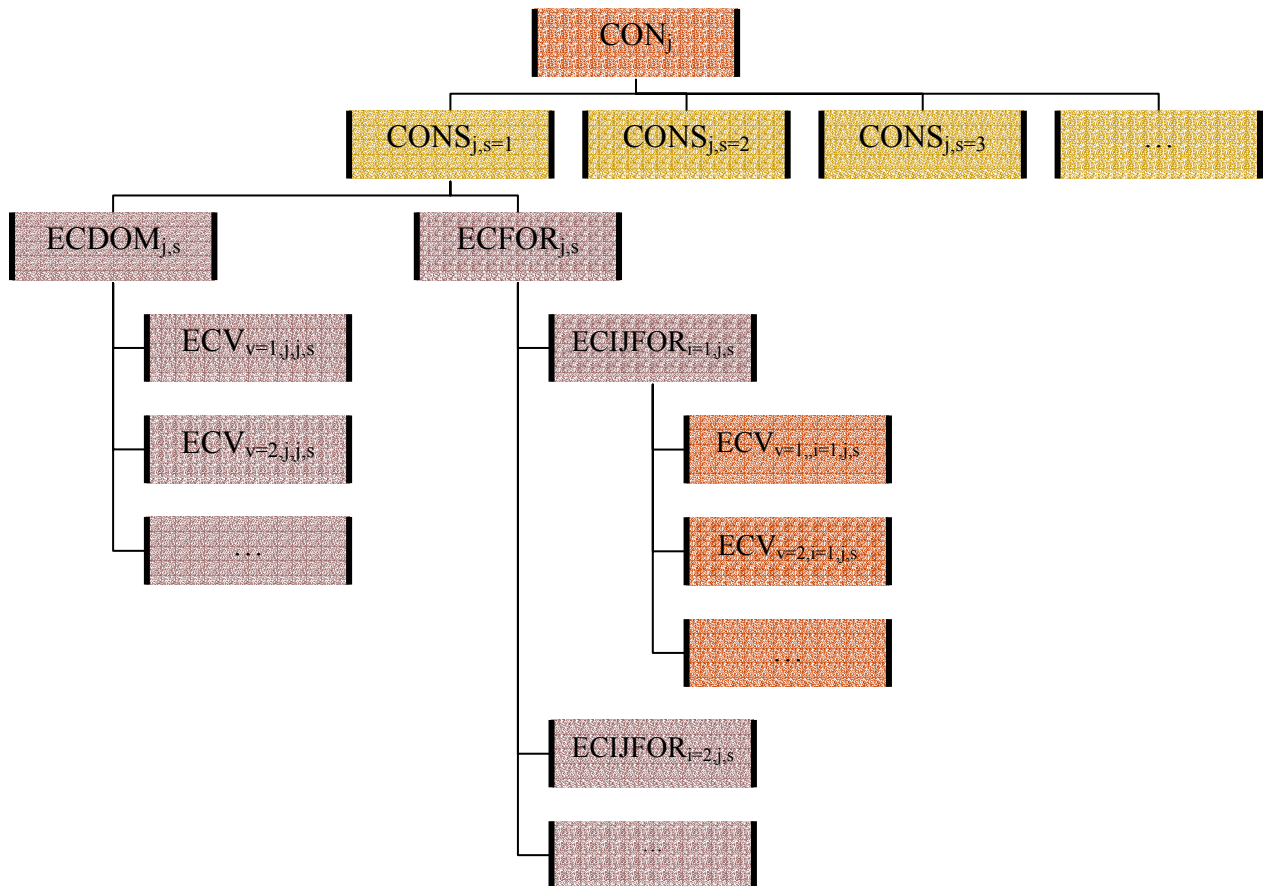 CONj
CONSj,s=1
CONSj,s=2
CONSj,s=3
…
ECDOMj,s
ECFORj,s
ECVv=1,j,j,s
ECIJFORi=1,j,s
ECVv=2,j,j,s
ECVv=1,,i=1,j,s
…
ECVv=2,i=1,j,s
…
ECIJFORi=2,j,s
…